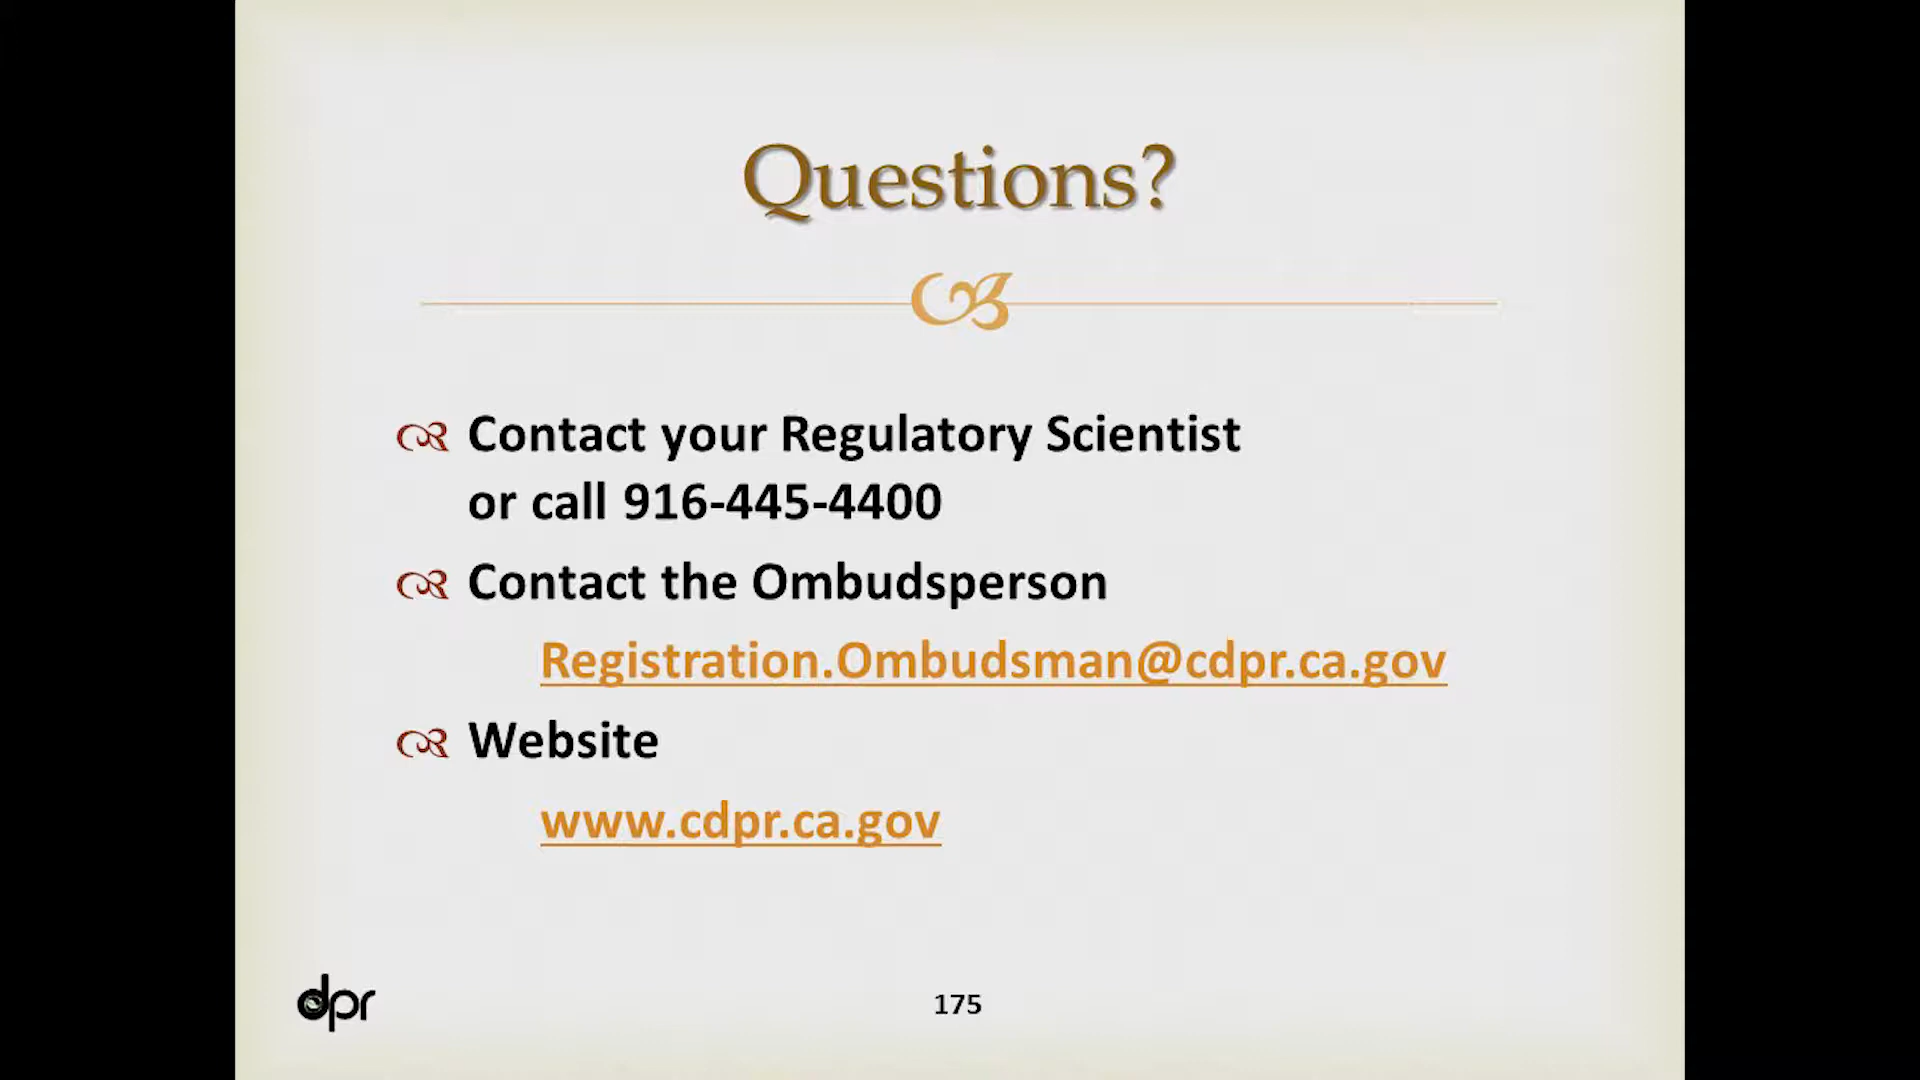 Questions?
Contact your Regulatory Scientist
or call 916-445-4400
Contact the Ombudsperson
Registration.Ombudsman@cdpr.ca.gov
Website
www.cdpr.ca.gov
dpr
175